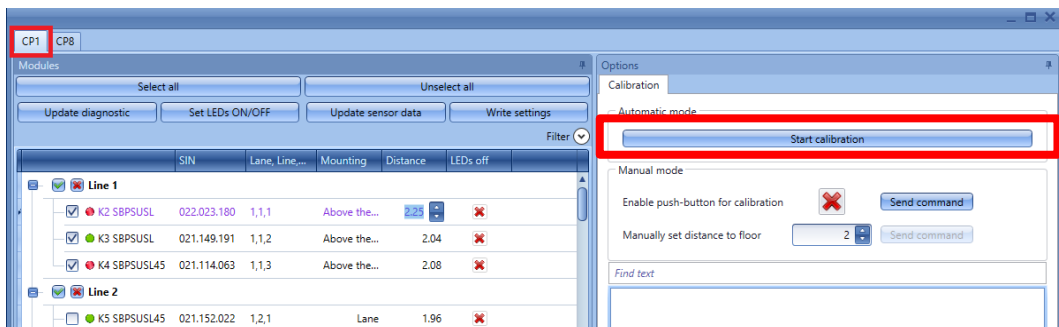 CP1 CP8
Modules
Select all Unselect all
Update diagnostic Set LEDs ON/OFF Update sensor data Write settings
Filter
SIN Lane, Line,... Mounting Distance LEDs off
Line 1
K2 SBPSUSL 022.023.180 1,1,1 Above the... 2.25
K3 SBPSUSL 021.149.191 1,1,2 Above the... 2.04
K4 SBPSUSL45 021.114.063 1,1,3 Above the... 2.08
Line 2
K5 SBPSUSL45 021.152.022 1,2,1 Lane 1.96
Options
Calibration
Automatic mode
Start calibration
Manual mode
Enable push-button for calibration Send command
Manually set distance to floor 2 Send command
Find text